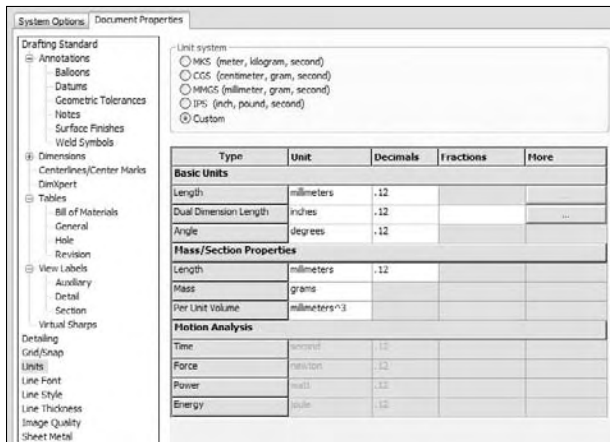 System Options
Document Properties
Drafting Standard
Annotations
Balloons
Datums
Geometric Tolerances
Notes
Surface Finishes
Weld Symbols
Dimensions
Centerlines/Center Marks
DimXpert
Tables
Bill of Materials
General
Hole
Revision
View Labels
Auxiliary
Detail
Section
Virtual Sharps
Detailing
Grid/Snap
Units
Line Font
Line Style
Line Thickness
Image Quality
Sheet Metal
Unit system
MKS (meter, kilogram, second)
CGS (centimeter, gram, second)
MMGS (millimeter, gram, second)
IPS (inch, pound, second)
Custom
Type Unit Decimals Fractions More
Basic Units
Length millimeters .12
Dual Dimension Length inches .12 ...
Angle degrees .12
Mass/Section Properties
Length millimeters .12
Mass grams
Per Unit Volume millimeters^3
Motion Analysis
Time second .12
Force newton .12
Power watt .12
Energy joule .12